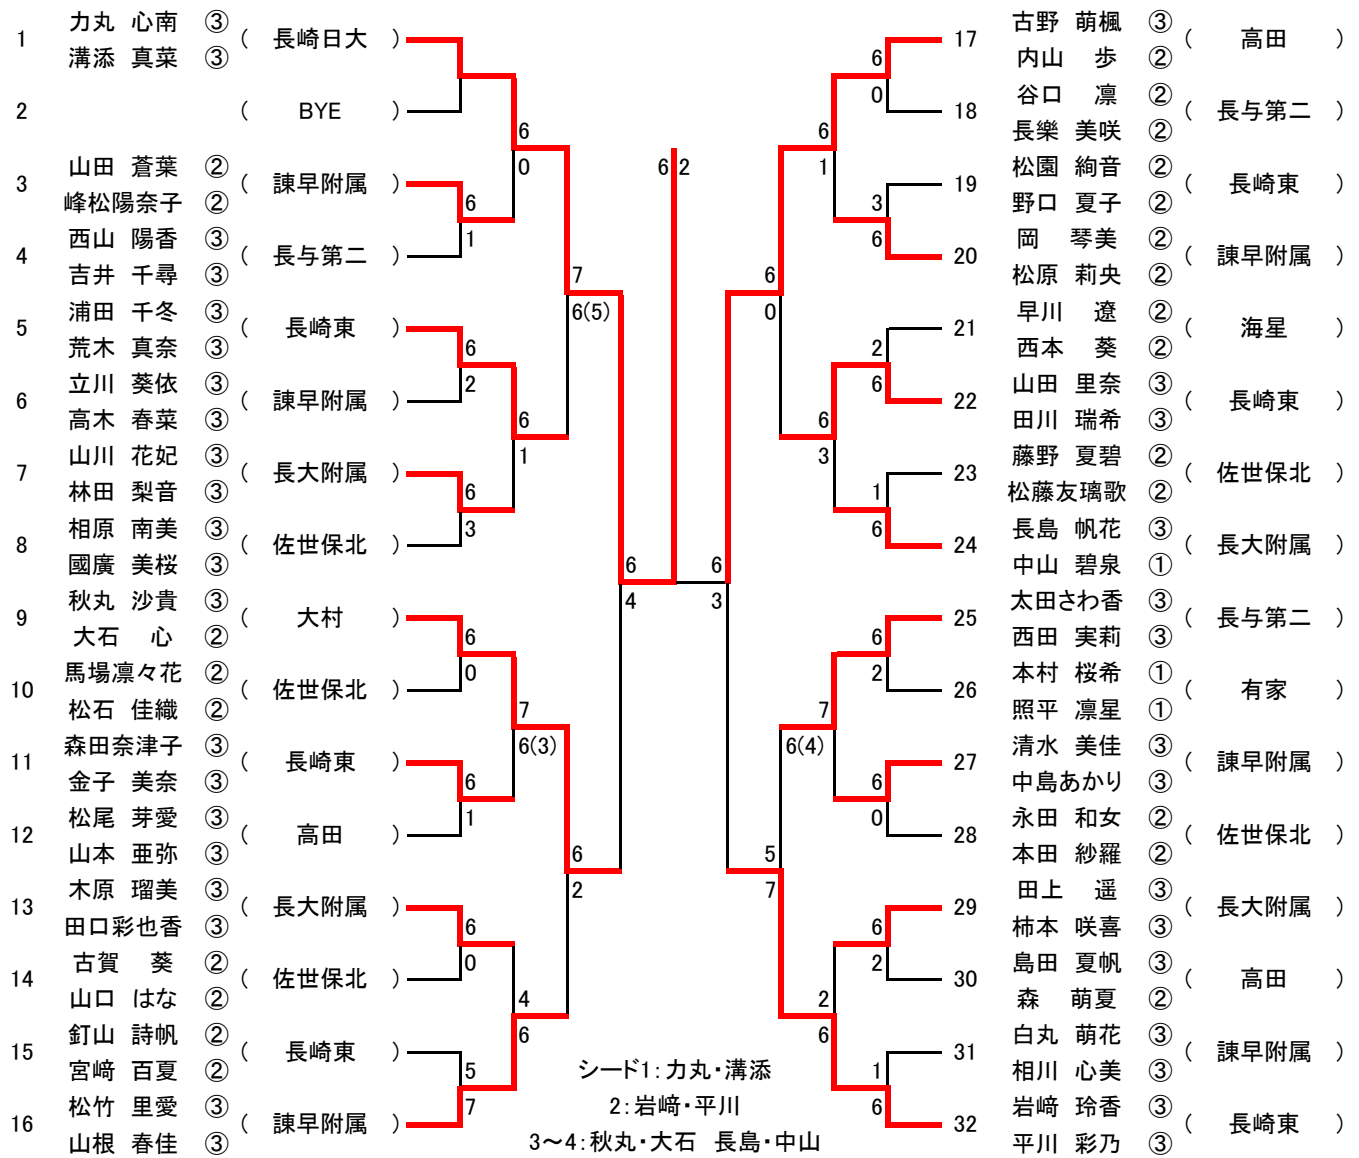 力丸 心南 ③
1 ( 長崎日大 )
溝添 真菜 ③
2 ( BYE )
山田 蒼葉 ②
3 ( 諫早附属 )
峰松陽奈子 ②
西山 陽香 ③
4 ( 長与第二 )
吉井 千尋 ③
浦田 千冬 ③
5 ( 長崎東 )
荒木 真奈 ③
立川 葵依 ③
6 ( 諫早附属 )
高木 春菜 ③
山川 花妃 ③
7 ( 長大附属 )
林田 梨音 ③
相原 南美 ③
8 ( 佐世保北 )
國廣 美桜 ③
秋丸 沙貴 ③
9 ( 大村 )
大石 心 ②
馬場凛々花 ②
10 ( 佐世保北 )
松石 佳織 ②
森田奈津子 ③
11 ( 長崎東 )
金子 美奈 ③
松尾 芽愛 ③
12 ( 高田 )
山本 亜弥 ③
木原 瑠美 ③
13 ( 長大附属 )
田口彩也香 ③
古賀 葵 ②
14 ( 佐世保北 )
山口 はな ②
釘山 詩帆 ②
15 ( 長崎東 )
宮﨑 百夏 ②
松竹 里愛 ③
16 ( 諫早附属 )
山根 春佳 ③
6
1
6
2
6
3
6
0
6
1
6
0
5
7
6
0
6
1
7
6(3)
4
6
7
6(5)
6
2
6
4
6 2
6
3
6
0
5
7
6
1
6
3
7
6(4)
2
6
6
0
3
6
2
6
1
6
6
2
6
0
6
2
1
6
古野 萌楓 ③
17 ( 高田 )
内山 歩 ②
谷口 凛 ②
18 ( 長与第二 )
長樂 美咲 ②
松園 絢音 ②
19 ( 長崎東 )
野口 夏子 ②
岡 琴美 ②
20 ( 諫早附属 )
松原 莉央 ②
早川 遼 ②
21 ( 海星 )
西本 葵 ②
山田 里奈 ③
22 ( 長崎東 )
田川 瑞希 ③
藤野 夏碧 ②
23 ( 佐世保北 )
松藤友璃歌 ②
長島 帆花 ③
24 ( 長大附属 )
中山 碧泉 ①
太田さわ香 ③
25 ( 長与第二 )
西田 実莉 ③
本村 桜希 ①
26 ( 有家 )
照平 凛星 ①
清水 美佳 ③
27 ( 諫早附属 )
中島あかり ③
永田 和女 ②
28 ( 佐世保北 )
本田 紗羅 ②
田上 遥 ③
29 ( 長大附属 )
柿本 咲喜 ③
島田 夏帆 ③
30 ( 高田 )
森 萌夏 ②
白丸 萌花 ③
31 ( 諫早附属 )
相川 心美 ③
岩﨑 玲香 ③
32 ( 長崎東 )
平川 彩乃 ③
シード1:力丸・溝添
2:岩﨑・平川
3～4:秋丸・大石 長島・中山